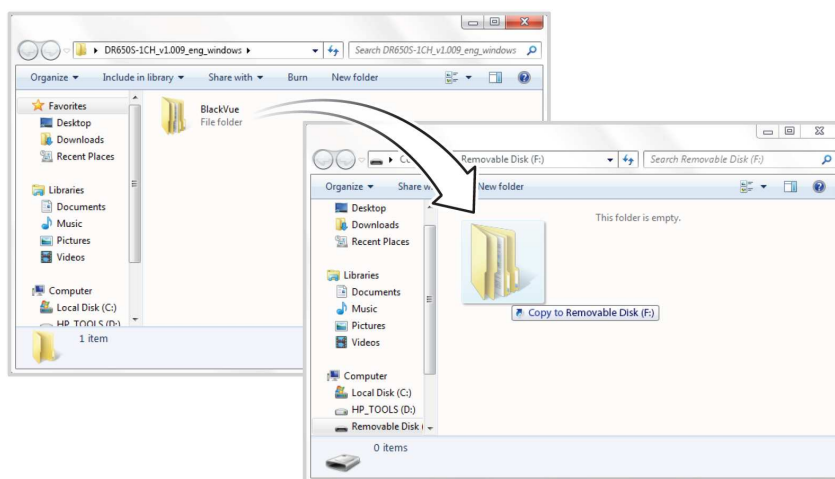 DR650S-1CH_v1.009_eng_windows
Search DR650S-1CH_v1.009_eng_windows
Organize Include in library Share with Burn New folder
Favorites
Desktop
Downloads
Recent Places
Libraries
Documents
Music
Pictures
Videos
Computer
Local Disk (C:)
HP_TOOLS (D:)
BlackVue
File folder
1 item
Removable Disk (F:)
Search Removable Disk (F:)
Organize New folder
Desktop
Downloads
Recent Places
Libraries
Documents
Music
Pictures
Videos
Computer
Local Disk (C:)
HP_TOOLS (D:)
Removable Disk (
This folder is empty.
Copy to Removable Disk (F:)
0 items